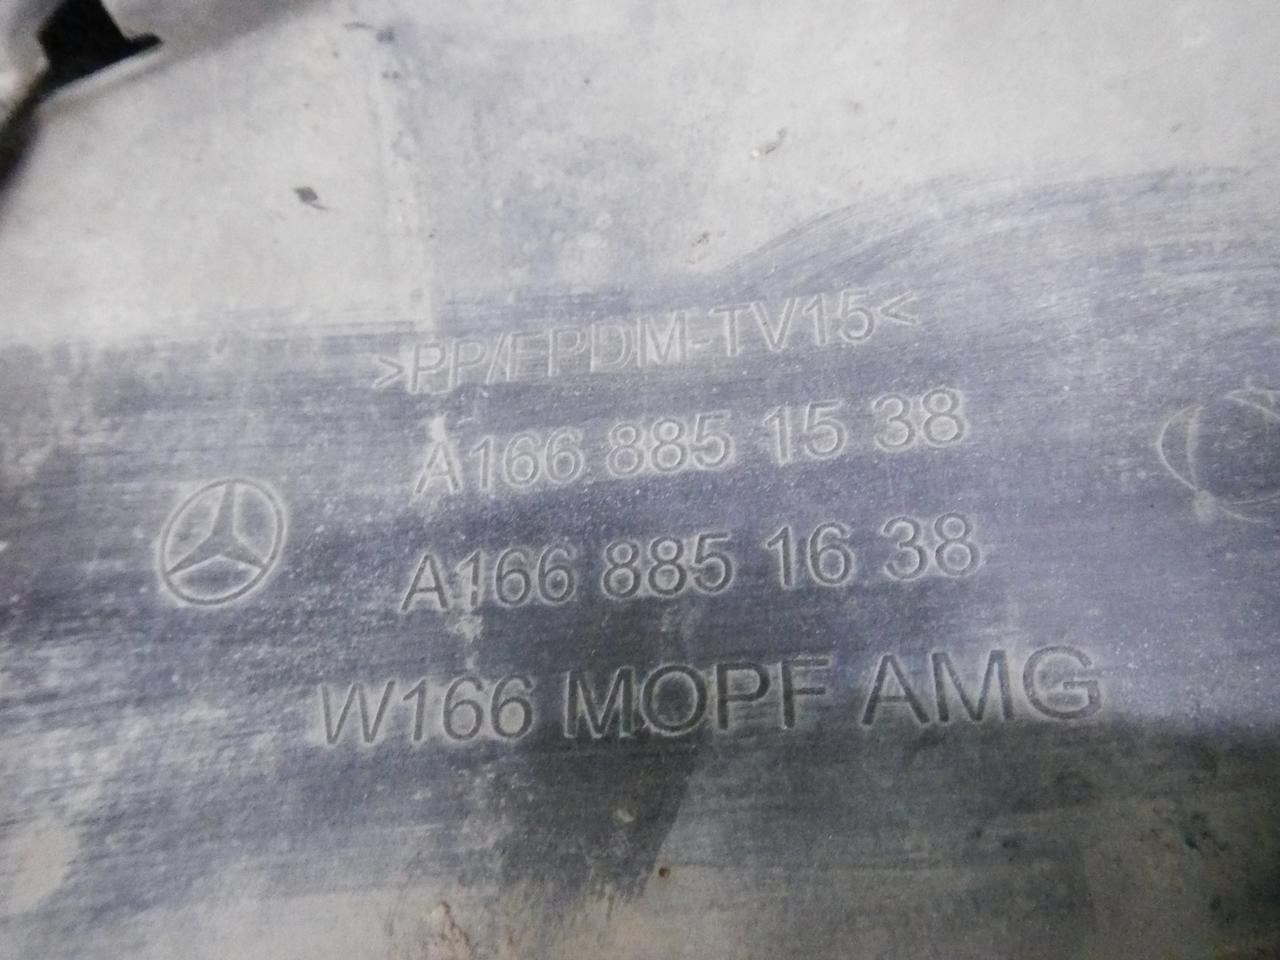 >PP/EPDM-TV15<
A166 885 15 38
A166 885 16 38
W166 MOPF AMG